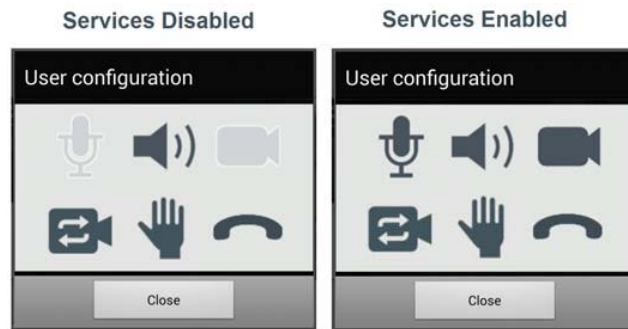 Services Disabled
Services Enabled
User configuration
User configuration
Close
Close